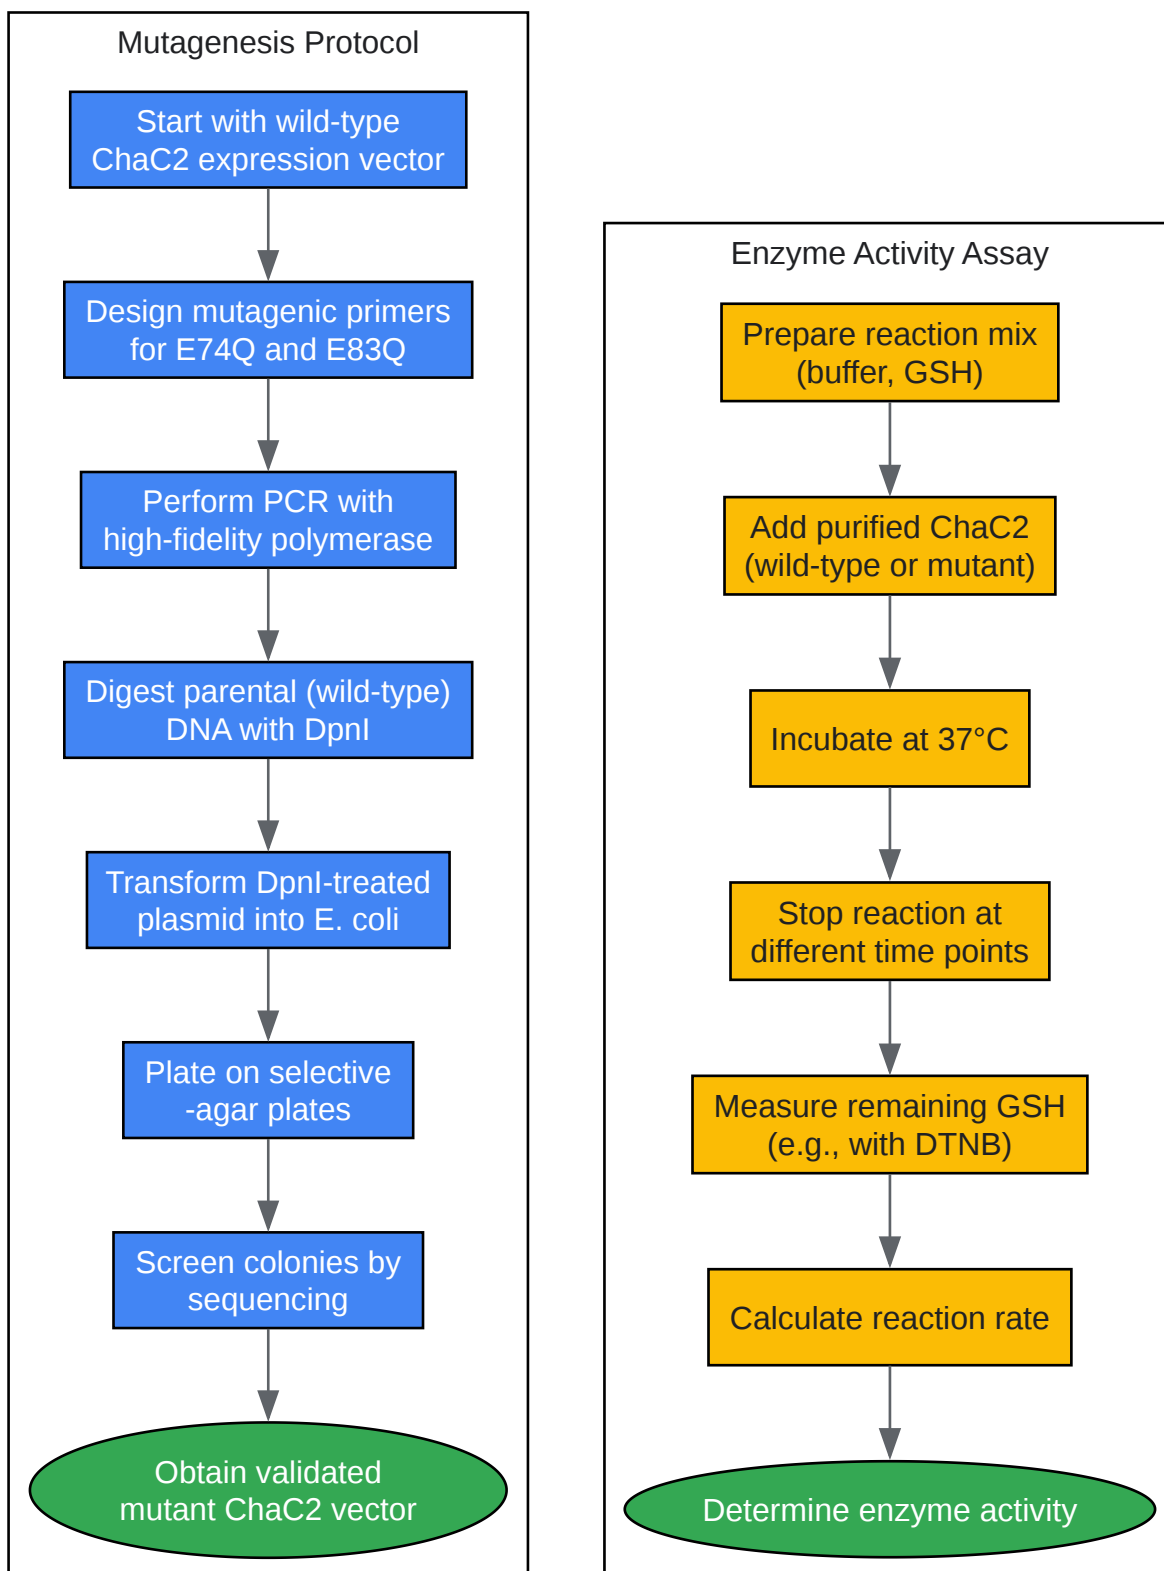 Mutagenesis Protocol
Start with wild-type
ChaC2 expression vector
Design mutagenic primers
for E74Q and E83Q
Perform PCR with
high-fidelity polymerase
Digest parental (wild-type)
DNA with DpnI
Transform DpnI-treated
plasmid into E. coli
Plate on selective
-agar plates
Screen colonies by
sequencing
Obtain validated
mutant ChaC2 vector
Enzyme Activity Assay
Prepare reaction mix
(buffer, GSH)
Add purified ChaC2
(wild-type or mutant)
Incubate at 37°C
Stop reaction at
different time points
Measure remaining GSH
(e.g., with DTNB)
Calculate reaction rate
Determine enzyme activity